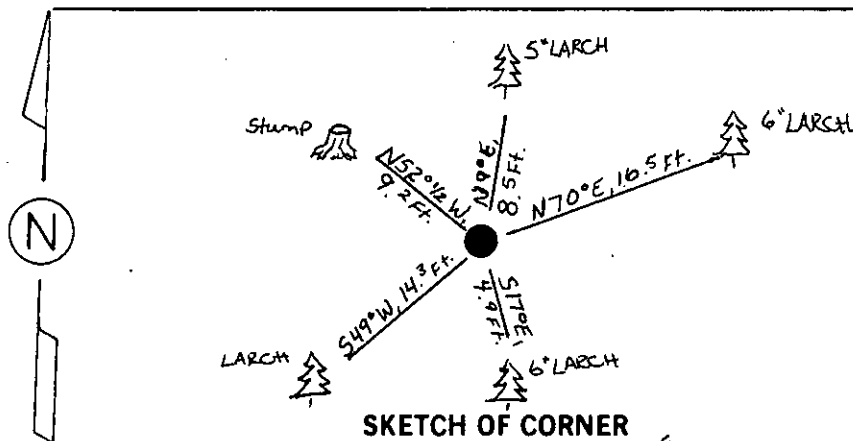 5" LARCH
Stump
6" LARCH
N52°1/2 W,
9.2 Ft.
N9°E,
8.5 Ft.
N70°E, 16.5 Ft.
N
S49°W, 14.3 Ft.
S17°E,
4.9 Ft.
LARCH
6" LARCH
SKETCH OF CORNER